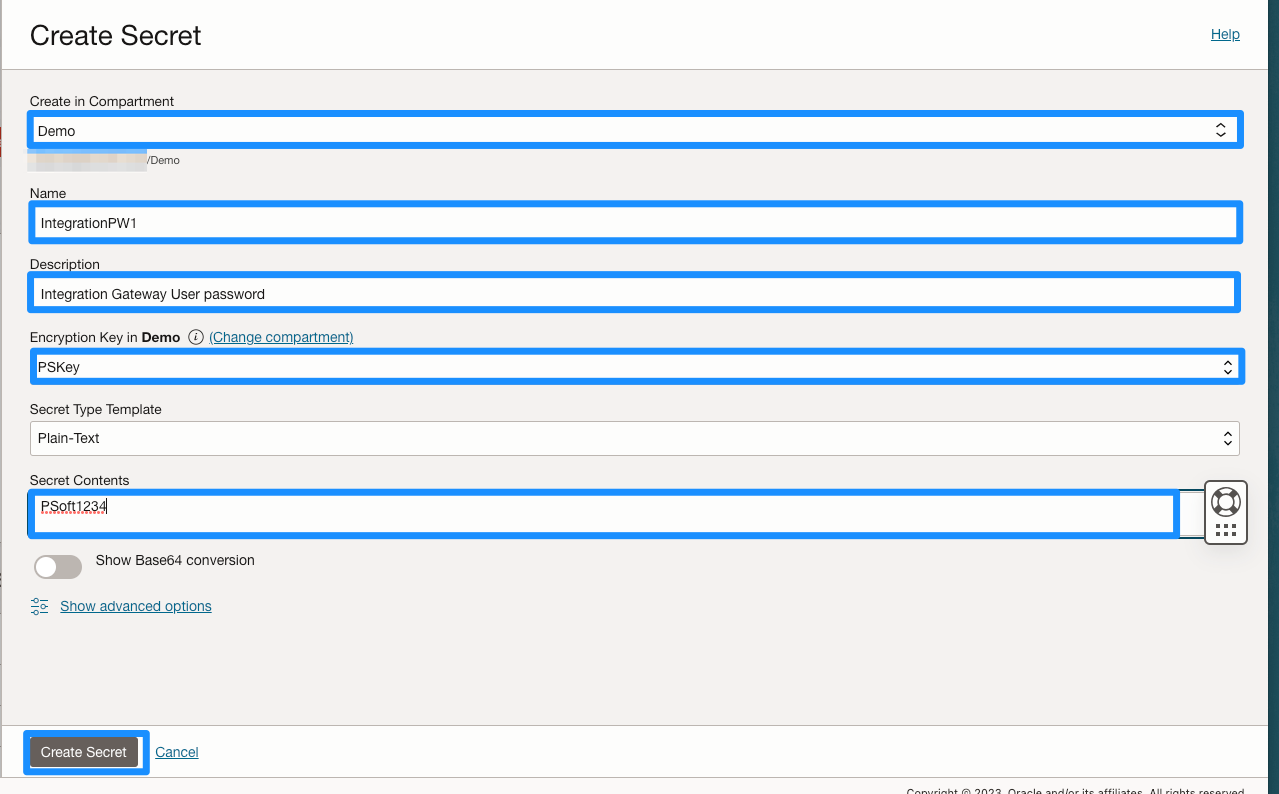 Create Secret
Help
Create in Compartment
Demo
/Demo
Name
IntegrationPW1
Description
Integration Gateway User password
Encryption Key in Demo (Change compartment)
PSKey
Secret Type Template
Plain-Text
Secret Contents
PSoft1234
Show Base64 conversion
Show advanced options
Create Secret Cancel
Copyright © 2023, Oracle and/or its affiliates. All rights reserved.